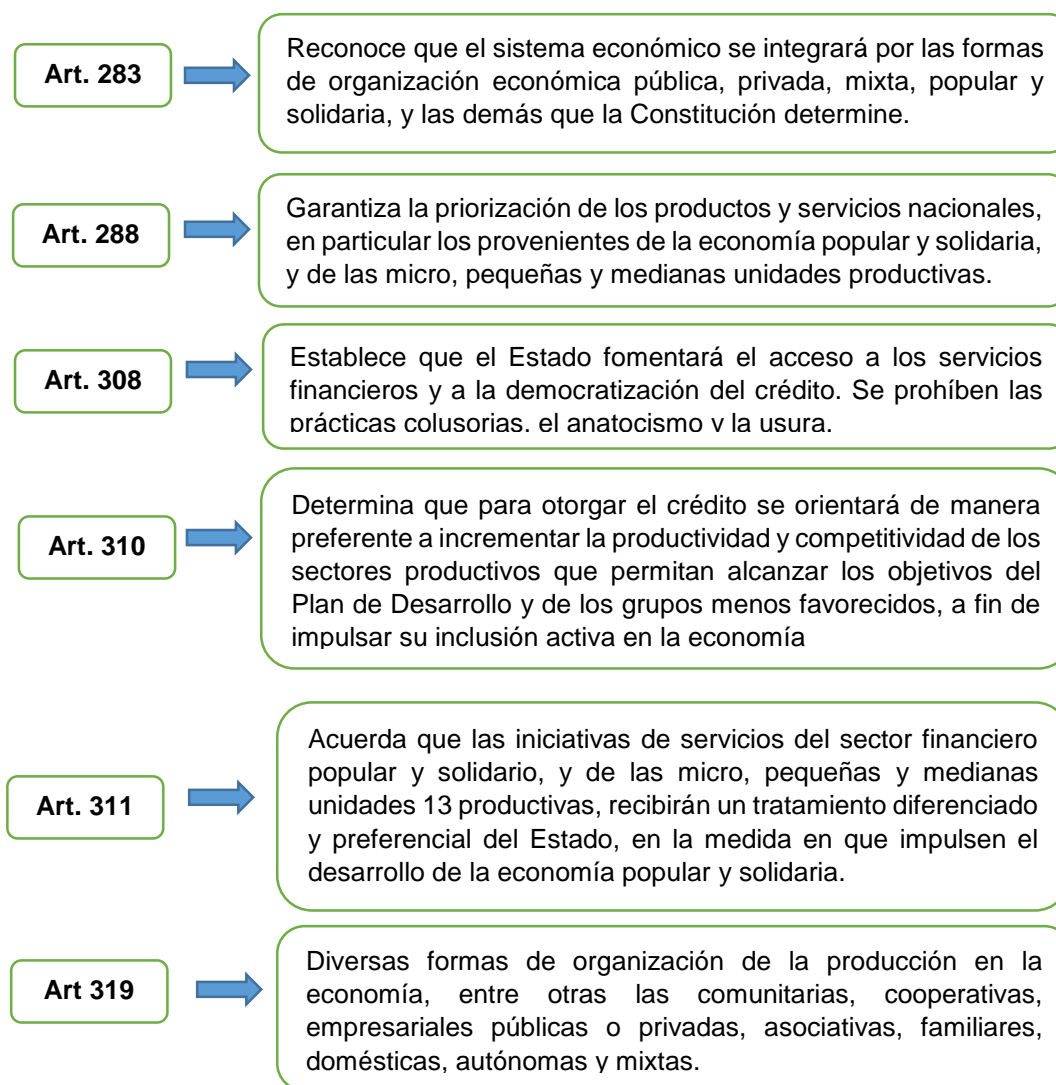 Art. 283
Reconoce que el sistema económico se integrará por las formas
de organización económica pública, privada, mixta, popular y
solidaria, y las demás que la Constitución determine.
Art. 288
Garantiza la priorización de los productos y servicios nacionales,
en particular los provenientes de la economía popular y solidaria,
y de las micro, pequeñas y medianas unidades productivas.
Art. 308
Establece que el Estado fomentará el acceso a los servicios
financieros y a la democratización del crédito. Se prohíben las
prácticas colusorias, el anatocismo y la usura.
Art. 310
Determina que para otorgar el crédito se orientará de manera
preferente a incrementar la productividad y competitividad de los
sectores productivos que permitan alcanzar los objetivos del
Plan de Desarrollo y de los grupos menos favorecidos, a fin de
impulsar su inclusión activa en la economía
Art. 311
Acuerda que las iniciativas de servicios del sector financiero
popular y solidario, y de las micro, pequeñas y medianas
unidades 13 productivas, recibirán un tratamiento diferenciado
y preferencial del Estado, en la medida en que impulsen el
desarrollo de la economía popular y solidaria.
Art 319
Diversas formas de organización de la producción en la
economía, entre otras las comunitarias, cooperativas,
empresariales públicas o privadas, asociativas, familiares,
domésticas, autónomas y mixtas.